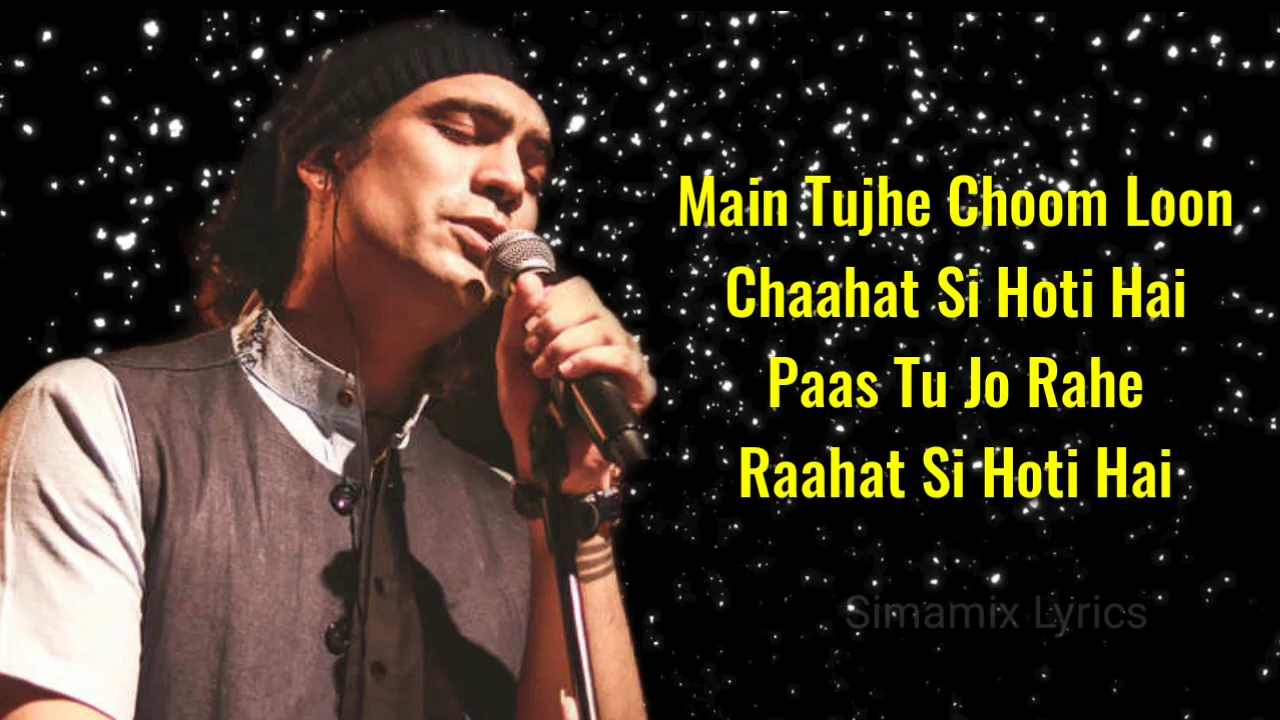 Main Tujhe Choom Loon
Chaahat Si Hoti Hai
Paas Tu Jo Rahe
Raahat Si Hoti Hai
Simamix Lyrics